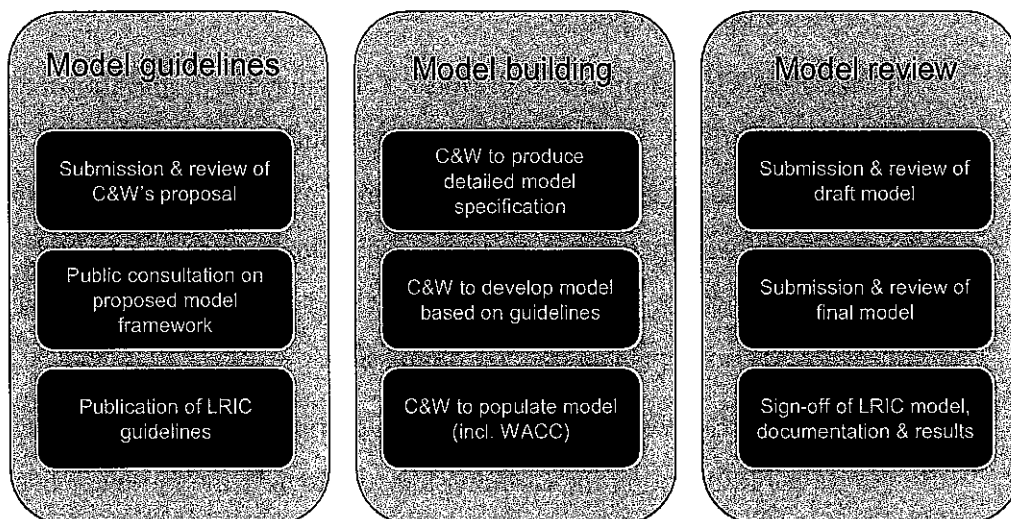 Model guidelines
Submission & review of
C&W's proposal
Public consultation on
proposed model
framework
Publication of LRIC
guidelines
Model building
C&W to produce
detailed model
specification
C&W to develop model
based on guidelines
C&W to populate model
(incl. WACC)
Model review
Submission & review of
draft model
Submission & review of
final model
Sign-off of LRIC model,
documentation & results